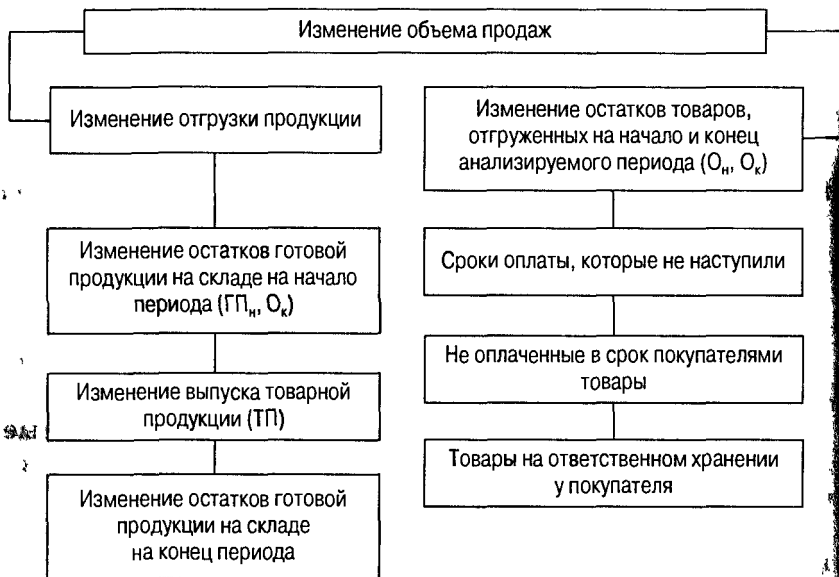 Изменение объема продаж
Изменение отгрузки продукции
Изменение остатков готовой
продукции на складе на начало
периода (ГПн, Ок)
Изменение выпуска товарной
продукции (ТП)
Изменение остатков готовой
продукции на складе
на конец периода
Изменение остатков товаров,
отгруженных на начало и конец
анализируемого периода (Он, Ок)
Сроки оплаты, которые не наступили
Не оплаченные в срок покупателями
товары
Товары на ответственном хранении
у покупателя